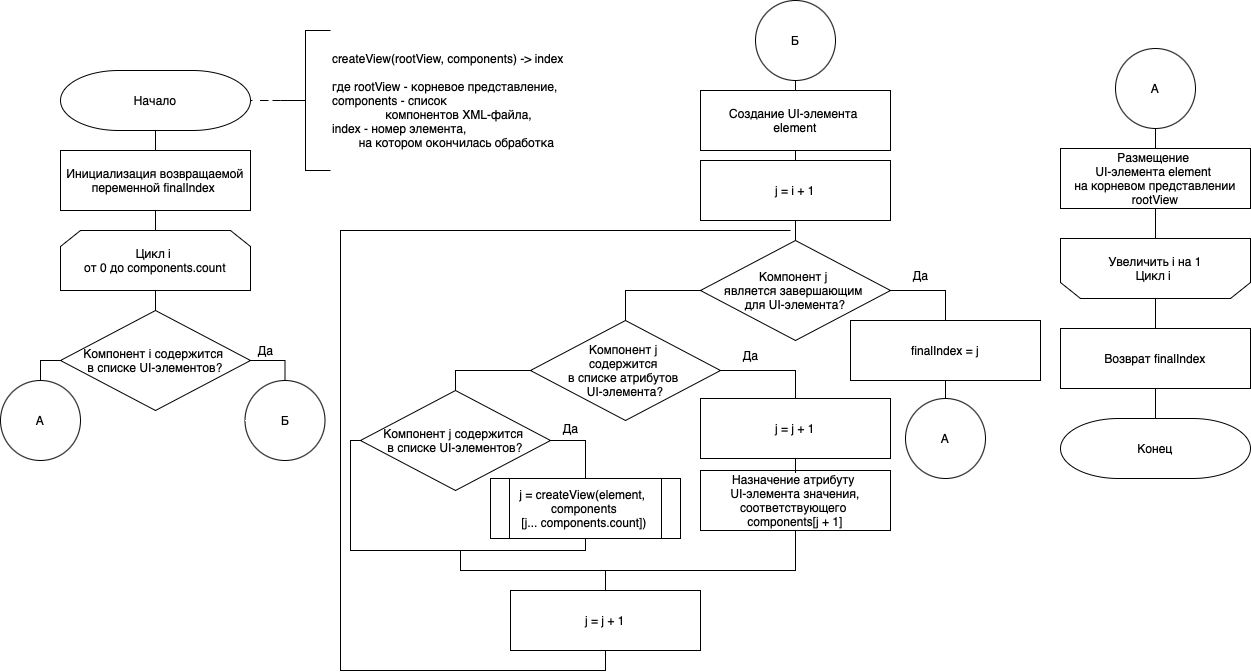 Начало
createView(rootView, components) -> index
где rootView - корневое представление,
components - список
компонентов XML-файла,
index - номер элемента,
на котором окончилась обработка
Инициализация возвращаемой
переменной finalIndex
Цикл i
от 0 до components.count
Компонент i содержится
в списке UI-элементов?
Да
А
Б
Б
Создание UI-элемента
element
j = i + 1
Компонент j
является завершающим
для UI-элемента?
Да
finalIndex = j
А
Компонент j
содержится
в списке атрибутов
UI-элемента?
Да
j = j + 1
Назначение атрибуту
UI-элемента значения,
соответствующего
components[j + 1]
Компонент j содержится
в списке UI-элементов?
Да
j = createView(element,
components
[j... components.count])
j = j + 1
А
Размещение
UI-элемента element
на корневом представлении
rootView
Увеличить i на 1
Цикл i
Возврат finalIndex
Конец